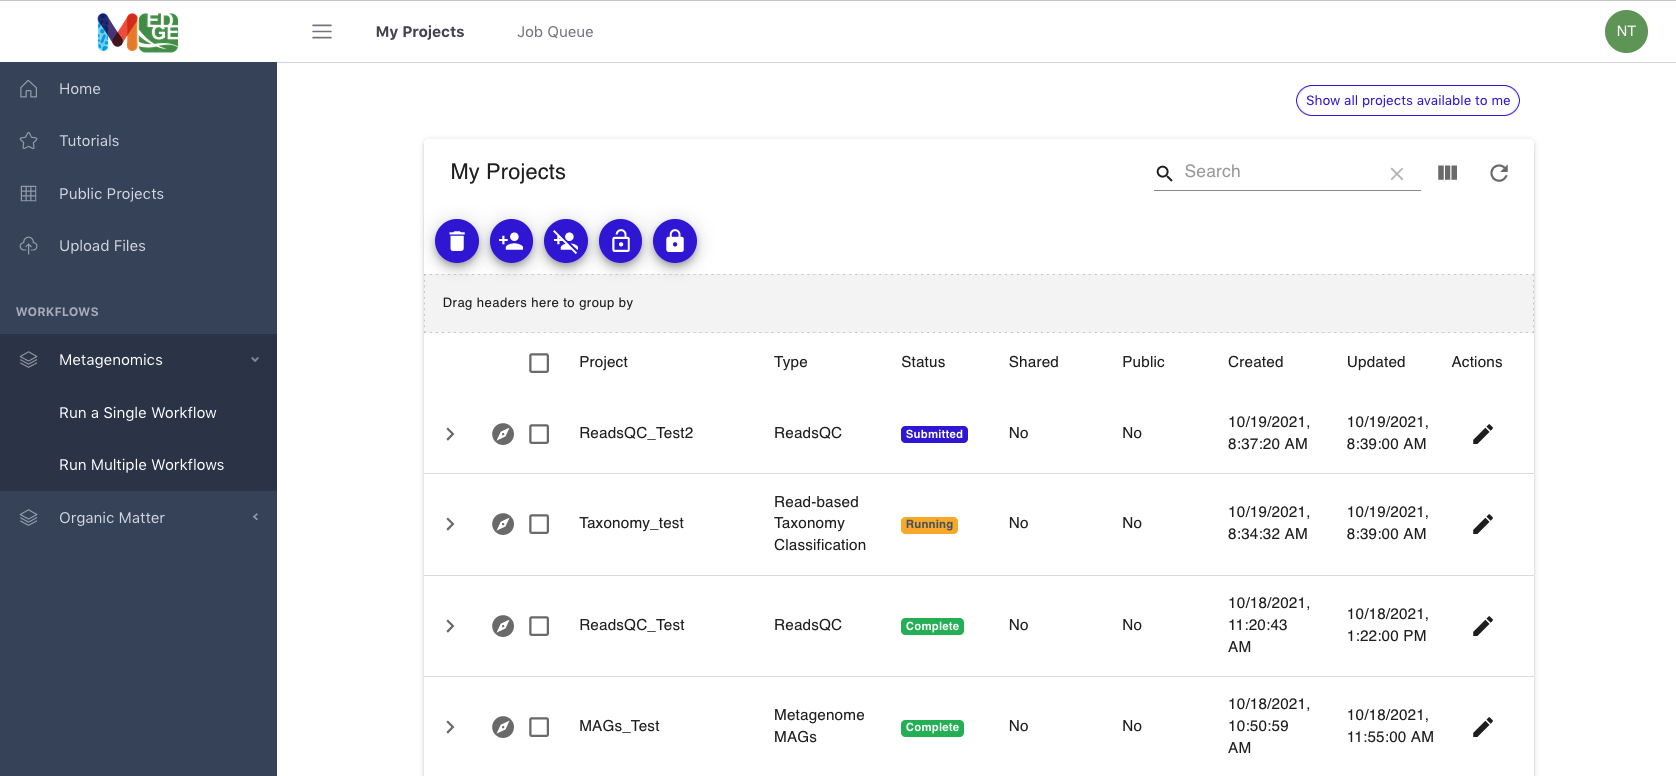 M EDGE
My Projects
Job Queue
NT
Home
Tutorials
Public Projects
Upload Files
WORKFLOWS
Metagenomics
Run a Single Workflow
Run Multiple Workflows
Organic Matter
Show all projects available to me
My Projects
Search
Drag headers here to group by
Project Type Status Shared Public Created Updated Actions
ReadsQC_Test2 ReadsQC Submitted No No 10/19/2021, 10/19/2021,
8:37:20 AM 8:39:00 AM
Read-based 10/19/2021, 10/19/2021,
Taxonomy_test Taxonomy Running No No
Classification 8:34:32 AM 8:39:00 AM
10/18/2021, 10/18/2021,
ReadsQC_Test ReadsQC Complete No No 11:20:43 1:22:00 PM
AM
Metagenome 10/18/2021, 10/18/2021,
MAGs_Test MAGs Complete No No 10:50:59 11:55:00 AM
AM